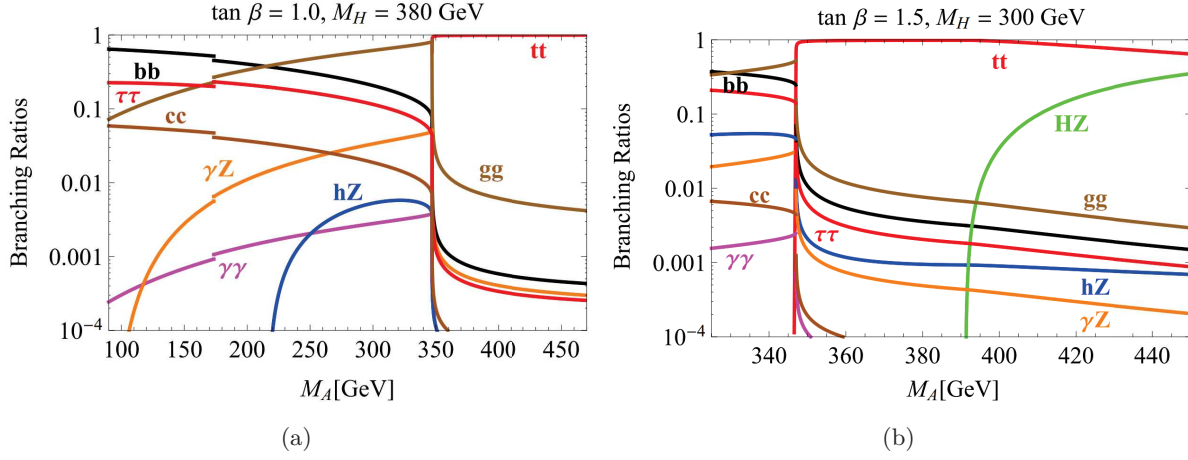 tan β = 1.0, M_H = 380 GeV
1
0.1
0.01
0.001
10⁻⁴
Branching Ratios
bb
ττ
cc
γZ
hZ
γγ
tt
gg
100 150 200 250 300 350 400 450
M_A[GeV]
(a)
tan β = 1.5, M_H = 300 GeV
1
0.1
0.01
0.001
10⁻⁴
Branching Ratios
bb
cc
γγ
ττ
tt
HZ
gg
hZ
γZ
340 360 380 400 420 440
M_A[GeV]
(b)